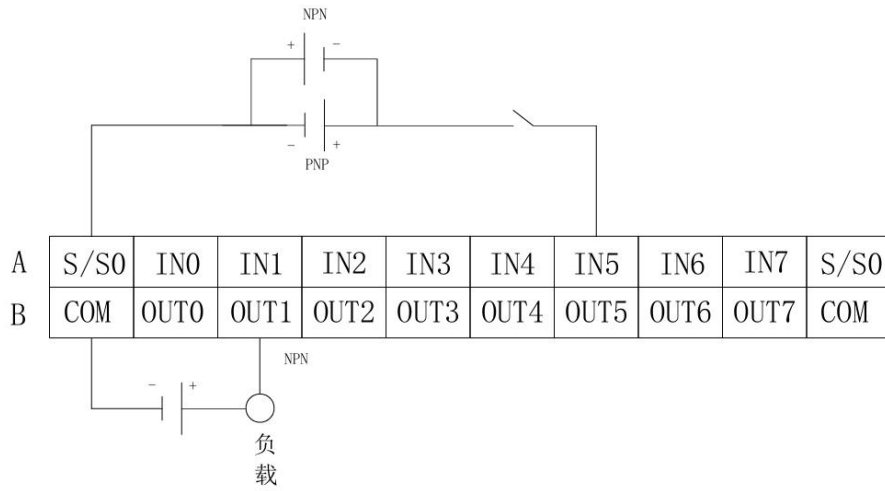 NPN
+ -
- +
PNP
A S/S0 IN0 IN1 IN2 IN3 IN4 IN5 IN6 IN7 S/S0
B COM OUT0 OUT1 OUT2 OUT3 OUT4 OUT5 OUT6 OUT7 COM
NPN
- +
负
载